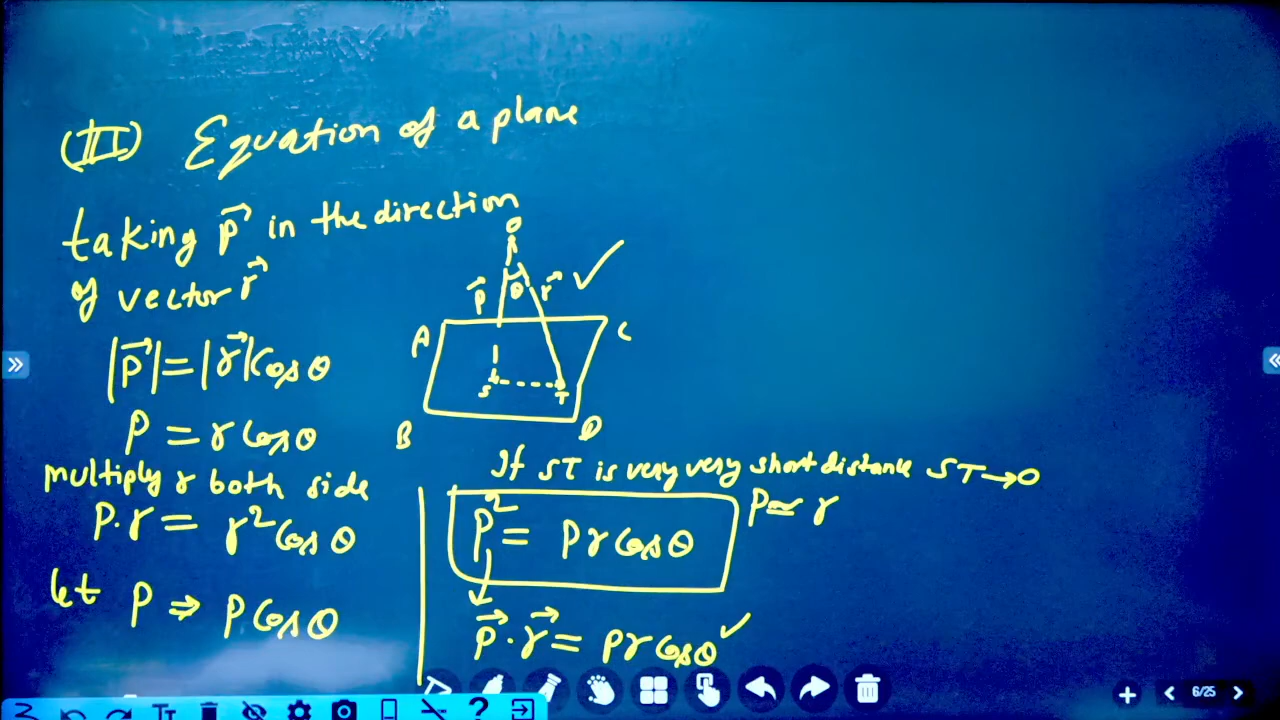 (III) Equation of a plane
taking p⃗ in the direction
of vector r⃗
|p⃗| = |r⃗| cos θ
P = r cos θ
multiply r both side
P.r = r² cos θ
let P ⇒ P cos θ
O
p⃗ θ r⃗ ✓
A C
S T
B D
If ST is very very short distance ST→0
P² = Pr cos θ
P ≃ r
p⃗ . r⃗ = Pr cos θ ✓
6/25